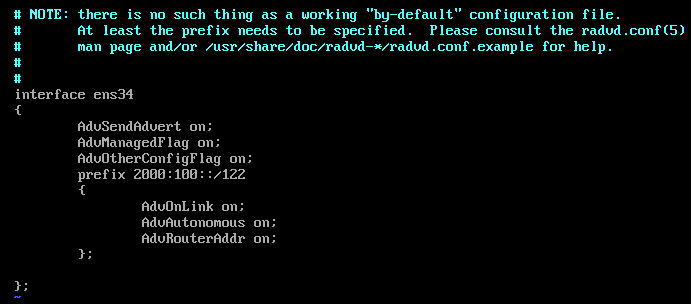 # NOTE: there is no such thing as a working "by-default" configuration file.
#       At least the prefix needs to be specified.  Please consult the radvd.conf(5)
#       man page and/or /usr/share/doc/radvd-*/radvd.conf.example for help.
#
#
interface ens34
{
        AdvSendAdvert on;
        AdvManagedFlag on;
        AdvOtherConfigFlag on;
        prefix 2000:100::/122
        {
                AdvOnLink on;
                AdvAutonomous on;
                AdvRouterAddr on;
        };

};
~